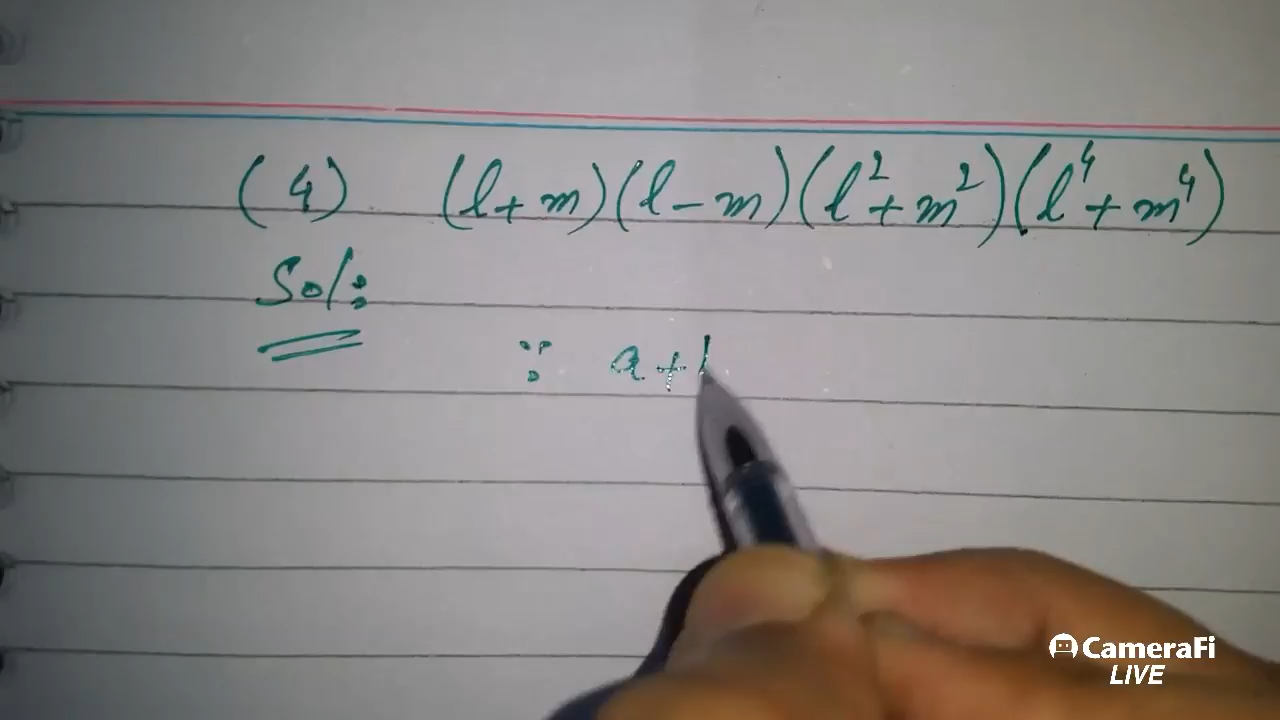 (4) (l+m)(l-m)(l²+m²)(l⁴+m⁴)
Sol:
∵ a+
CameraFi
LIVE